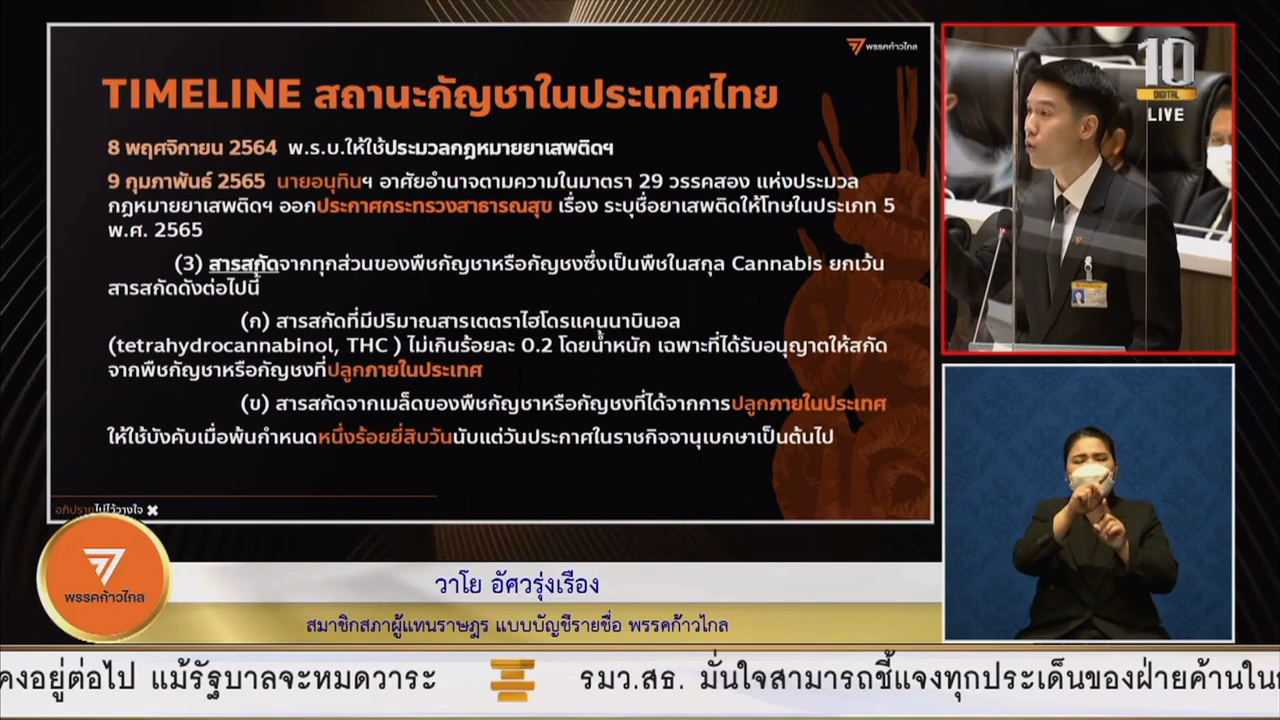 พรรคก้าวไกล
TIMELINE สถานะกัญชาในประเทศไทย
8 พฤศจิกายน 2564 พ.ร.บ.ให้ใช้ประมวลกฎหมายยาเสพติดฯ
9 กุมภาพันธ์ 2565 นายอนุทินฯ อาศัยอำนาจตามความในมาตรา 29 วรรคสอง แห่งประมวล
กฎหมายยาเสพติดฯ ออกประกาศกระทรวงสาธารณสุข เรื่อง ระบุชื่อยาเสพติดให้โทษในประเภท 5
พ.ศ. 2565
(3) สารสกัดจากทุกส่วนของพืชกัญชาหรือกัญชงซึ่งเป็นพืชในสกุล Cannabis ยกเว้น
สารสกัดดังต่อไปนี้
(ก) สารสกัดที่มีปริมาณสารเตตราไฮโดรแคนนาบินอล
(tetrahydrocannabinol, THC ) ไม่เกินร้อยละ 0.2 โดยน้ำหนัก เฉพาะที่ได้รับอนุญาตให้สกัด
จากพืชกัญชาหรือกัญชงที่ปลูกภายในประเทศ
(ข) สารสกัดจากเมล็ดของพืชกัญชาหรือกัญชงที่ได้จากการปลูกภายในประเทศ
ให้ใช้บังคับเมื่อพ้นกำหนดหนึ่งร้อยยี่สิบวันนับแต่วันประกาศในราชกิจจานุเบกษาเป็นต้นไป
อภิปรายไม่ไว้วางใจ
10
DIGITAL
LIVE
พรรคก้าวไกล
วาโย อัศวรุ่งเรือง
สมาชิกสภาผู้แทนราษฎร แบบบัญชีรายชื่อ พรรคก้าวไกล
คงอยู่ต่อไป แม้รัฐบาลจะหมดวาระ รมว.สธ. มั่นใจสามารถชี้แจงทุกประเด็นของฝ่ายค้านใน